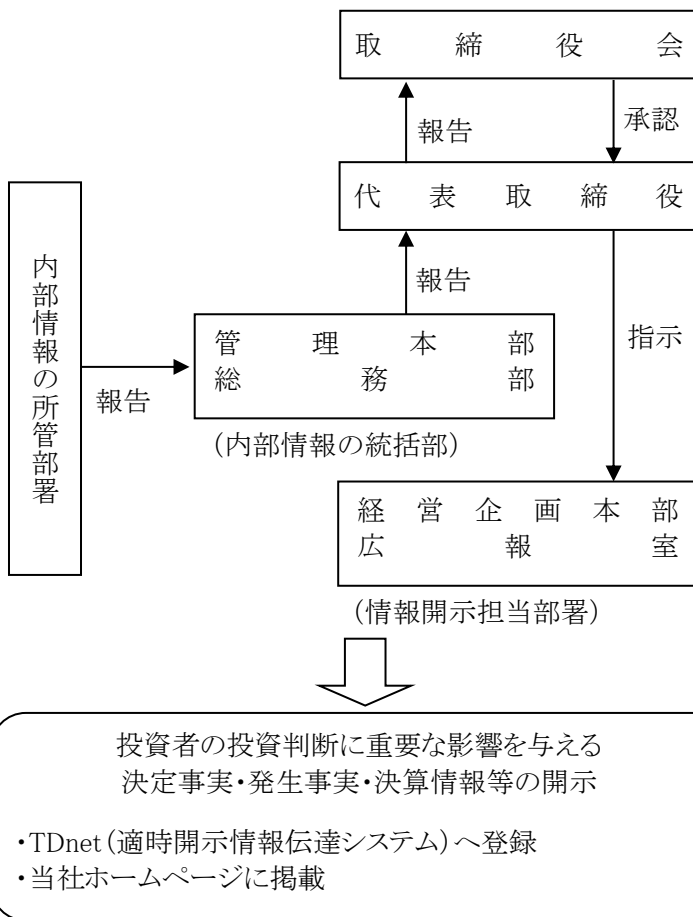 取締役会
報告
承認
代表取締役
報告
指示
内部情報の所管部署
報告
管理本部
総務部
(内部情報の統括部)
経営企画本部
広報室
(情報開示担当部署)
投資者の投資判断に重要な影響を与える
決定事実・発生事実・決算情報等の開示
・TDnet(適時開示情報伝達システム)へ登録
・当社ホームページに掲載